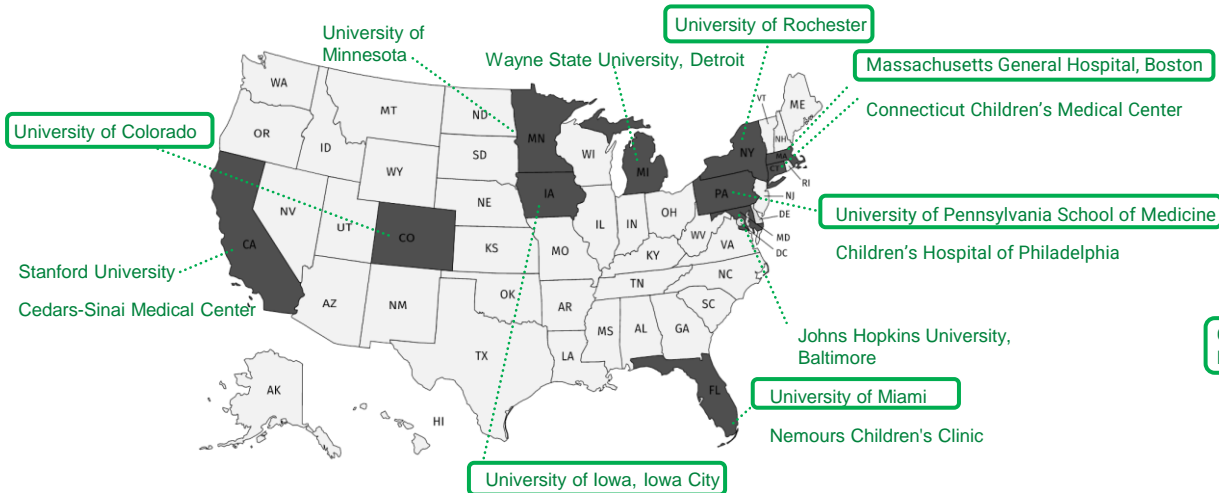 University of Rochester
University of
Minnesota
Wayne State University, Detroit
Massachusetts General Hospital, Boston
Connecticut Children's Medical Center
University of Colorado
WA
MT
ND
MN
VT
ME
NH
OR
ID
SD
WI
MI
NY
MA
CT
RI
WY
NE
IA
PA
NJ
NV
UT
CO
KS
IL
IN
OH
WV
DE
MD
DC
University of Pennsylvania School of Medicine
Children's Hospital of Philadelphia
CA
MO
KY
VA
Stanford University
Cedars-Sinai Medical Center
AZ
NM
OK
AR
TN
NC
SC
MS
AL
GA
TX
LA
Johns Hopkins University,
Baltimore
AK
HI
FL
University of Miami
Nemours Children's Clinic
University of Iowa, Iowa City